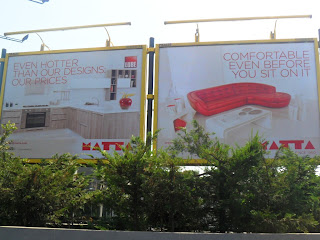 EVEN HOTTER
THAN OUR DESIGNS,
OUR PRICES
MATTA
COMFORTABLE
EVEN BEFORE
YOU SIT ON IT
MATTA